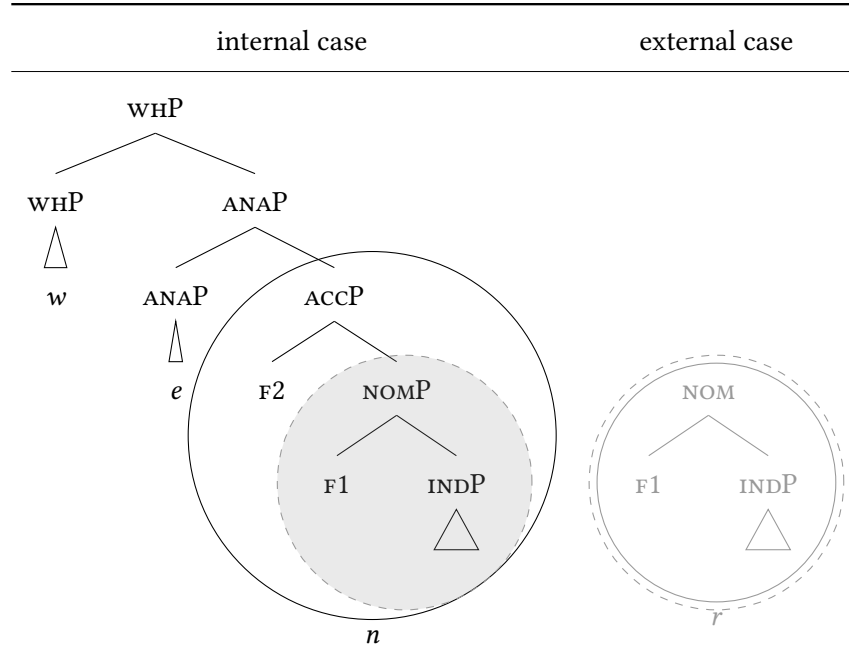 internal case external case
WHP
WHP ANAP
w ANAP ACCP
e F2 NOMP NOM
F1 INDP F1 INDP
n r